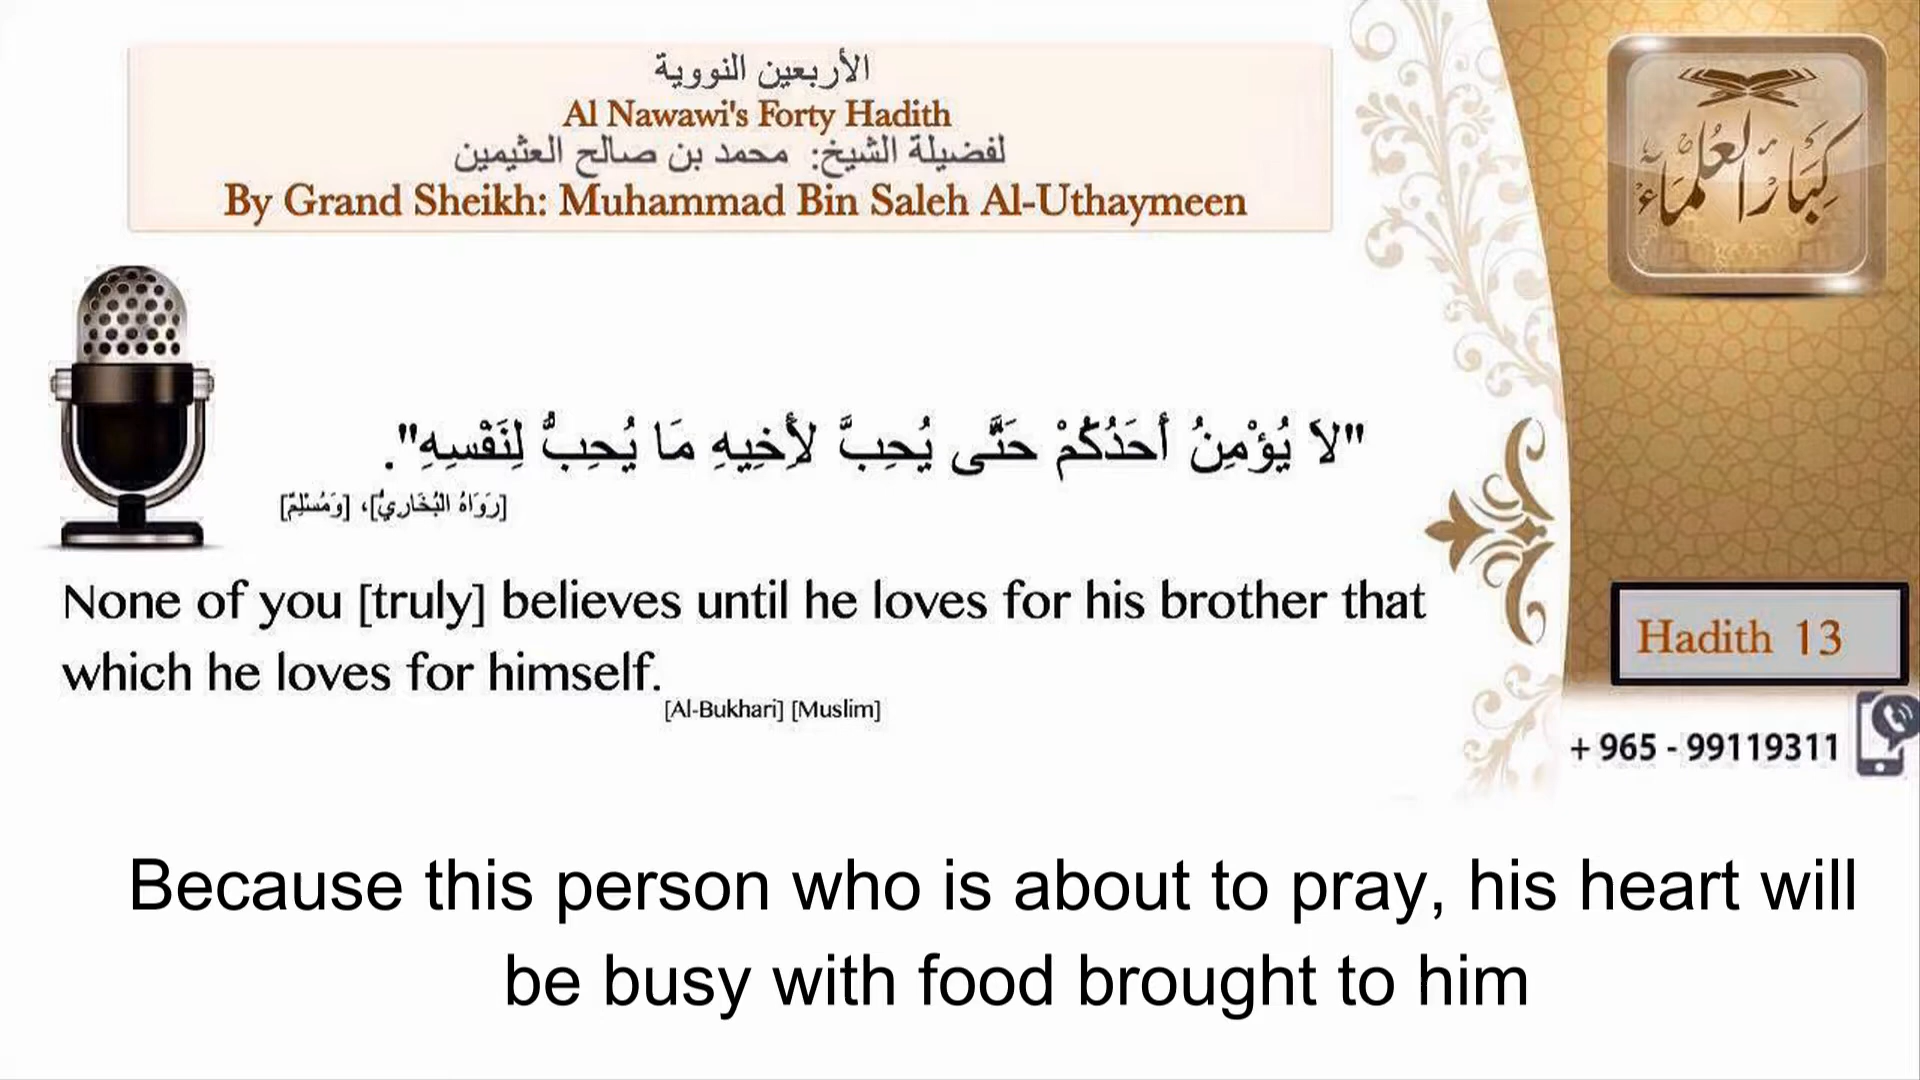 الأربعين النووية
Al Nawawi's Forty Hadith
لفضيلة الشيخ: محمد بن صالح العثيمين
By Grand Sheikh: Muhammad Bin Saleh Al-Uthaymeen
كِبَارُ العُلَمَاءِ
"لاَ يُؤْمِنُ أَحَدُكُمْ حَتَّى يُحِبَّ لأَخِيهِ مَا يُحِبُّ لِنَفْسِهِ".
[رَوَاهُ البُخَارِيُّ]، [وَمُسْلِمٌ]
None of you [truly] believes until he loves for his brother that
which he loves for himself.
[Al-Bukhari] [Muslim]
Hadith 13
+ 965 - 99119311
Because this person who is about to pray, his heart will
be busy with food brought to him